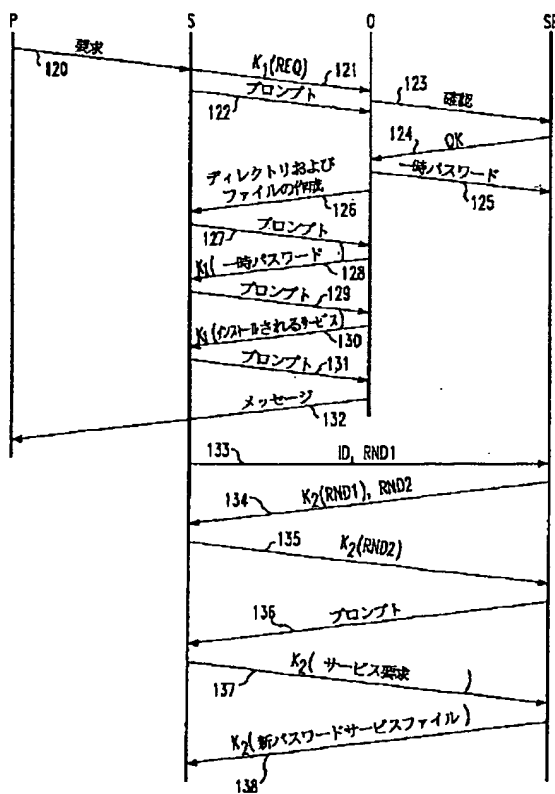 P S O SE
要求
120
K1(REQ)
121
プロンプト
122
123
確認
124
OK
一時パスワード
125
ディレクトリおよび
ファイルの作成
126
プロンプト
127
K1(一時パスワード)
128
プロンプト
129
K1(インストールされるサービス)
130
プロンプト
131
メッセージ
132
133
ID, RND1
K2(RND1), RND2
134
135
K2(RND2)
プロンプト
136
K2(サービス要求)
137
K2(新パスワードサービスファイル)
138